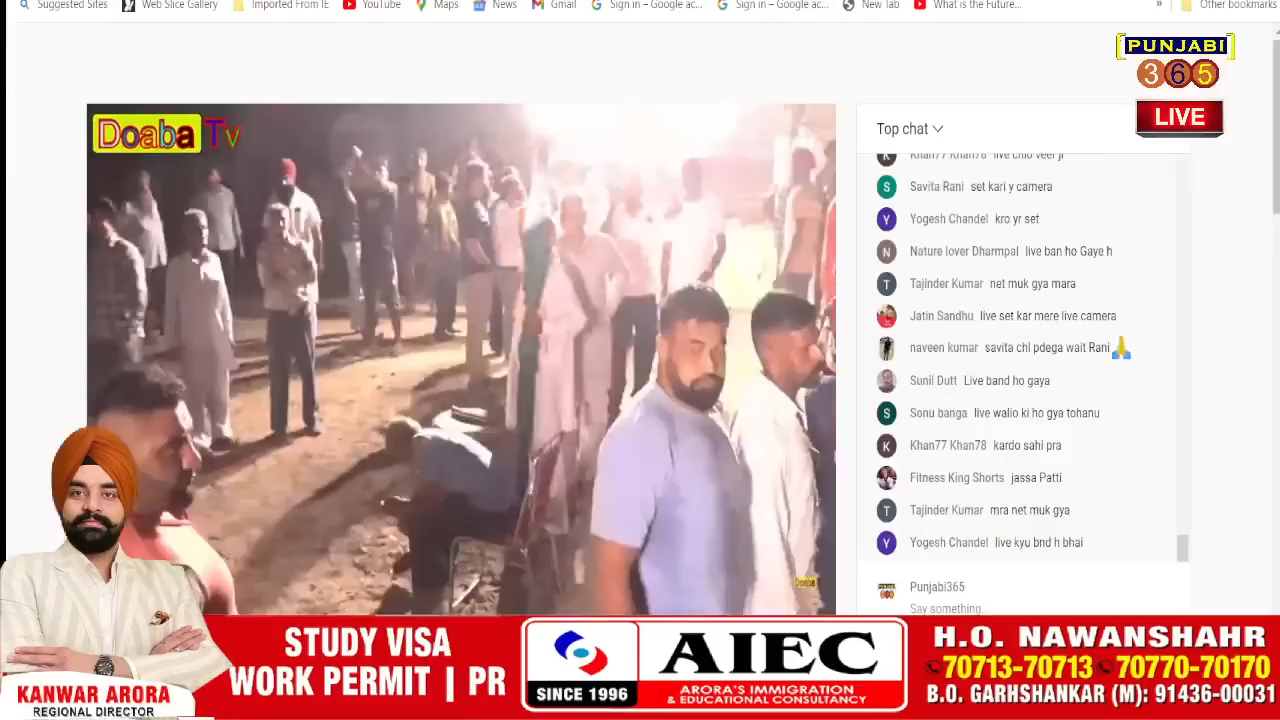 Suggested Sites
Web Slice Gallery
Imported From IE
YouTube
Maps
News
Gmail
Sign in – Google ac...
Sign in – Google ac...
New Tab
What is the Future...
»
Other bookmarks
PUNJABI
365
LIVE
Doaba Tv
Top chat
Khan77 Khan78 live chlo veer ji
Savita Rani set kari y camera
Yogesh Chandel kro yr set
Nature lover Dharmpal live ban ho Gaye h
Tajinder Kumar net muk gya mara
Jatin Sandhu live set kar mere live camera
naveen kumar savita chl pdega wait Rani🙏
Sunil Dutt Live band ho gaya
Sonu banga live walio ki ho gya tohanu
Khan77 Khan78 kardo sahi pra
Fitness King Shorts jassa Patti
Tajinder Kumar mra net muk gya
Yogesh Chandel live kyu bnd h bhai
Punjabi365
Say something...
Doaba
KANWAR ARORA
REGIONAL DIRECTOR
STUDY VISA
WORK PERMIT | PR
SINCE 1996
AIEC
ARORA'S IMMIGRATION
& EDUCATIONAL CONSULTANCY
H.O. NAWANSHAHR
70713-70713 70770-70170
B.O. GARHSHANKAR (M): 91436-00031